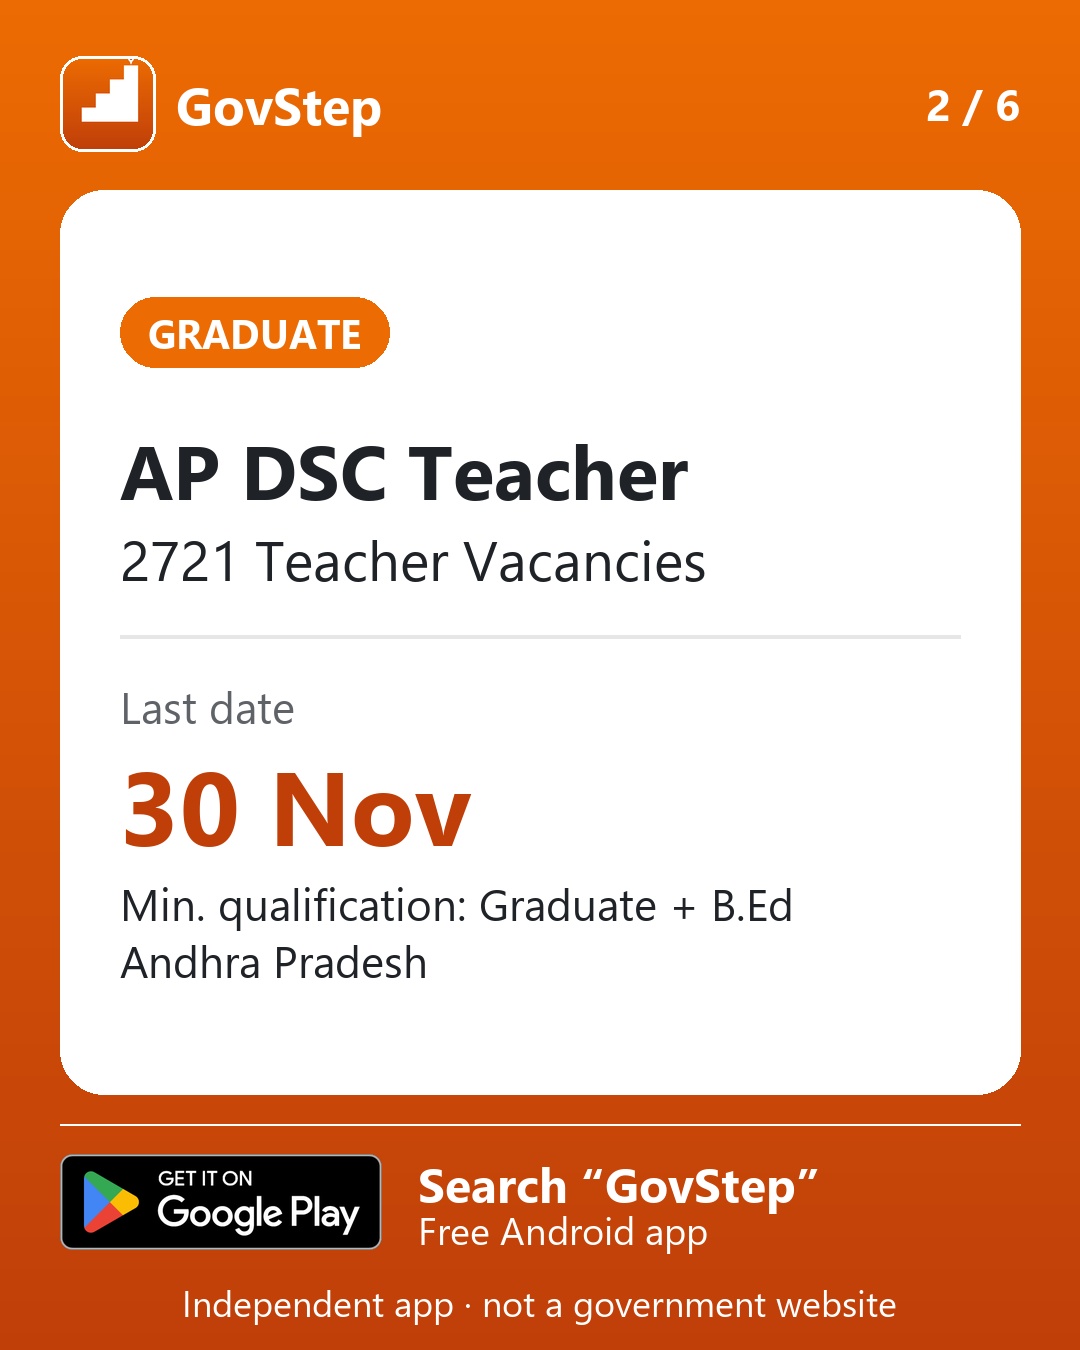 GovStep
2 / 6
GRADUATE
AP DSC Teacher
2721 Teacher Vacancies
Last date
30 Nov
Min. qualification: Graduate + B.Ed
Andhra Pradesh
GET IT ON
Google Play
Search “GovStep”
Free Android app
Independent app · not a government website